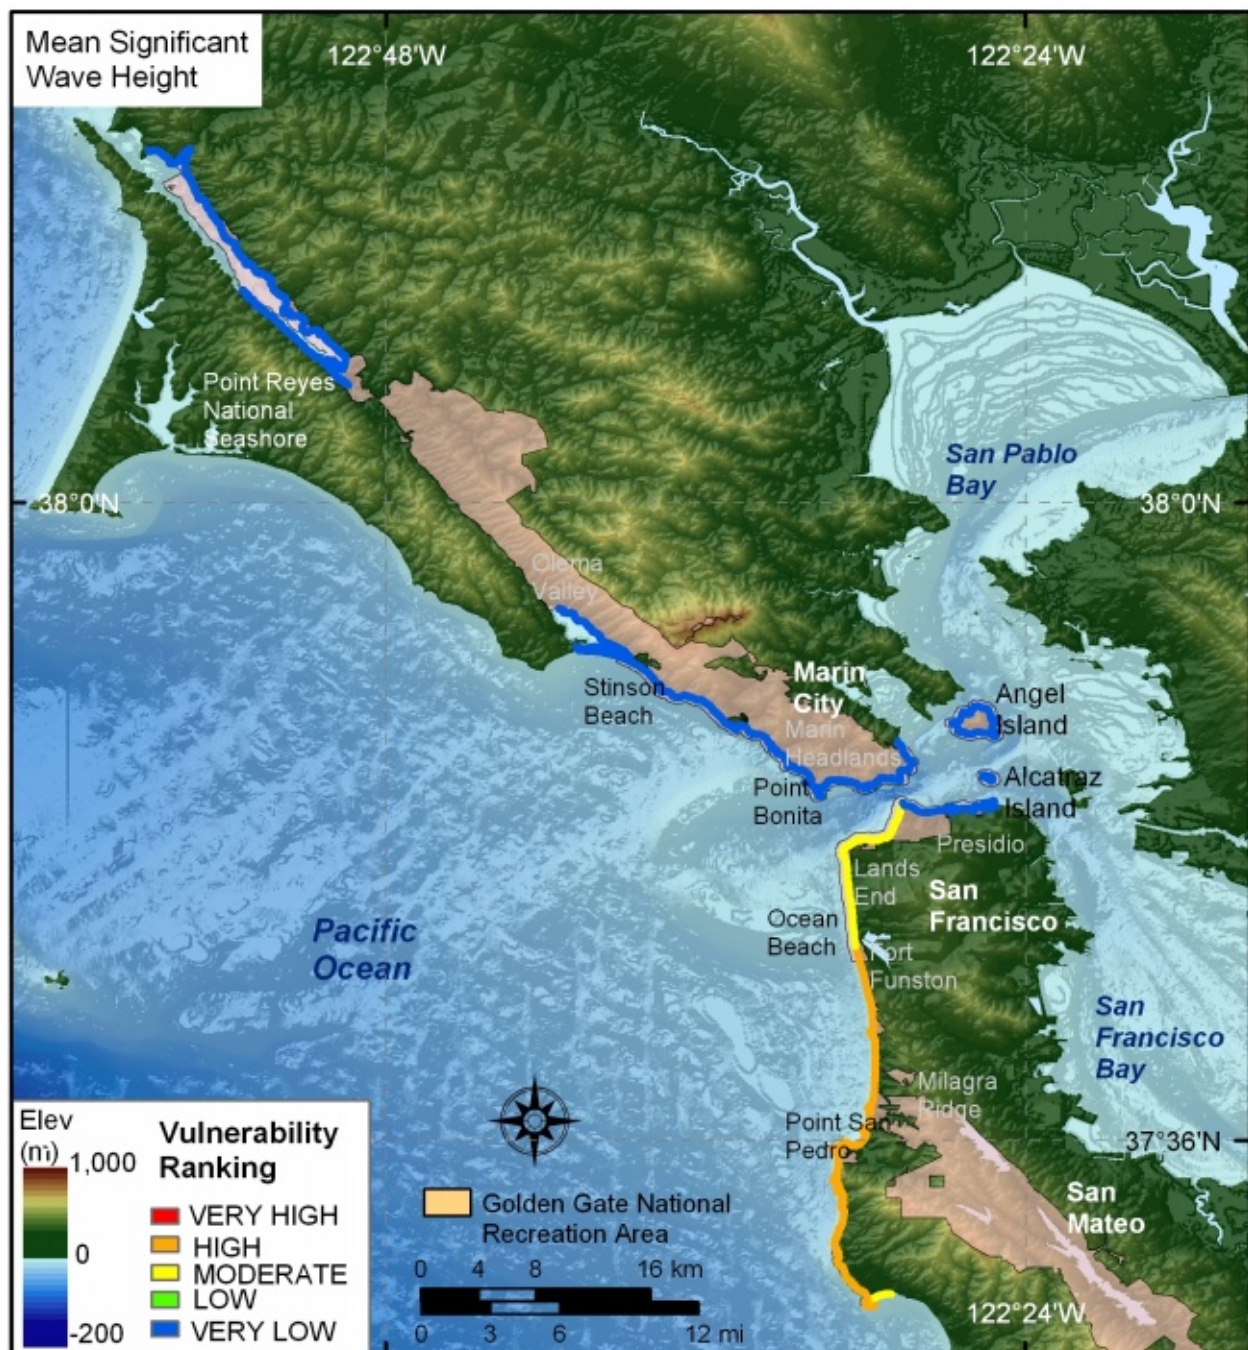 Mean Significant
Wave Height
122°48'W
122°24'W
Point Reyes
National
Seashore
San Pablo
Bay
38°0'N
38°0'N
Olema
Valley
Stinson
Beach
Marin
City
Marin
Headlands
Angel
Island
Point
Bonita
Alcatraz
Island
Presidio
Lands
End
San
Francisco
Ocean
Beach
Fort
Funston
Pacific
Ocean
San
Francisco
Bay
Milagra
Ridge
Point San
Pedro
37°36'N
San
Mateo
122°24'W
Elev
(m)
1,000
0
-200
Vulnerability
Ranking
VERY HIGH
HIGH
MODERATE
LOW
VERY LOW
Golden Gate National
Recreation Area
0 4 8 16 km
0 3 6 12 mi